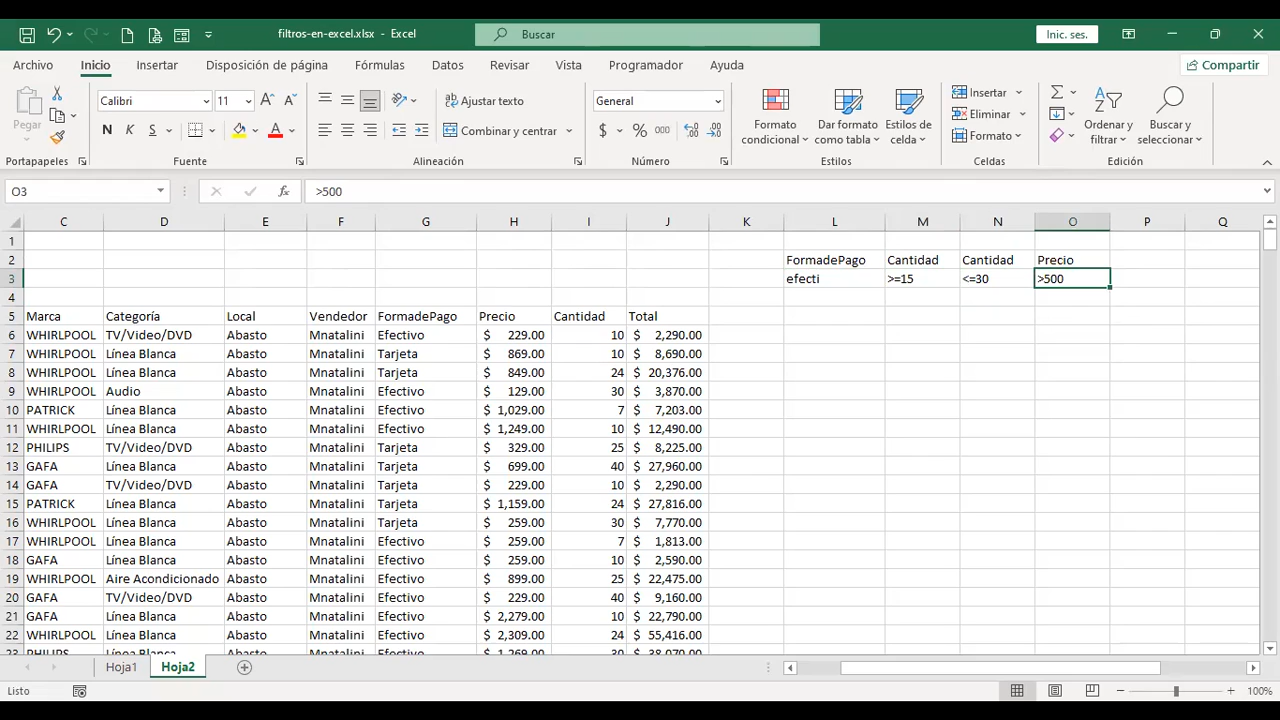 filtros-en-excel.xlsx - Excel
Buscar
Inic. ses.
Archivo Inicio Insertar Disposición de página Fórmulas Datos Revisar Vista Programador Ayuda Compartir
Pegar
Portapapeles
Calibri 11
N K S
A
Fuente
Ajustar texto
Combinar y centrar
Alineación
General
$ % 000
Número
Formato condicional
Dar formato como tabla
Estilos de celda
Estilos
Insertar
Eliminar
Formato
Celdas
Ordenar y filtrar
Buscar y seleccionar
Edición
O3 fx >500
C D E F G H I J K L M N O P Q
1
2 FormadePago Cantidad Cantidad Precio
3 efecti >=15 <=30 >500
4
5 Marca Categoría Local Vendedor FormadePago Precio Cantidad Total
6 WHIRLPOOL TV/Video/DVD Abasto Mnatalini Efectivo $ 229.00 10 $ 2,290.00
7 WHIRLPOOL Línea Blanca Abasto Mnatalini Tarjeta $ 869.00 10 $ 8,690.00
8 WHIRLPOOL Línea Blanca Abasto Mnatalini Tarjeta $ 849.00 24 $ 20,376.00
9 WHIRLPOOL Audio Abasto Mnatalini Efectivo $ 129.00 30 $ 3,870.00
10 PATRICK Línea Blanca Abasto Mnatalini Efectivo $ 1,029.00 7 $ 7,203.00
11 WHIRLPOOL Línea Blanca Abasto Mnatalini Efectivo $ 1,249.00 10 $ 12,490.00
12 PHILIPS TV/Video/DVD Abasto Mnatalini Tarjeta $ 329.00 25 $ 8,225.00
13 GAFA Línea Blanca Abasto Mnatalini Tarjeta $ 699.00 40 $ 27,960.00
14 GAFA TV/Video/DVD Abasto Mnatalini Tarjeta $ 229.00 10 $ 2,290.00
15 PATRICK Línea Blanca Abasto Mnatalini Tarjeta $ 1,159.00 24 $ 27,816.00
16 WHIRLPOOL Línea Blanca Abasto Mnatalini Tarjeta $ 259.00 30 $ 7,770.00
17 WHIRLPOOL Línea Blanca Abasto Mnatalini Efectivo $ 259.00 7 $ 1,813.00
18 GAFA Línea Blanca Abasto Mnatalini Efectivo $ 259.00 10 $ 2,590.00
19 WHIRLPOOL Aire Acondicionado Abasto Mnatalini Efectivo $ 899.00 25 $ 22,475.00
20 GAFA TV/Video/DVD Abasto Mnatalini Efectivo $ 229.00 40 $ 9,160.00
21 GAFA Línea Blanca Abasto Mnatalini Efectivo $ 2,279.00 10 $ 22,790.00
22 WHIRLPOOL Línea Blanca Abasto Mnatalini Efectivo $ 2,309.00 24 $ 55,416.00
23 PHILIPS Línea Blanca Abasto Mnatalini Efectivo $ 1,269.00 30 $ 38,070.00
Hoja1 Hoja2
Listo 100%